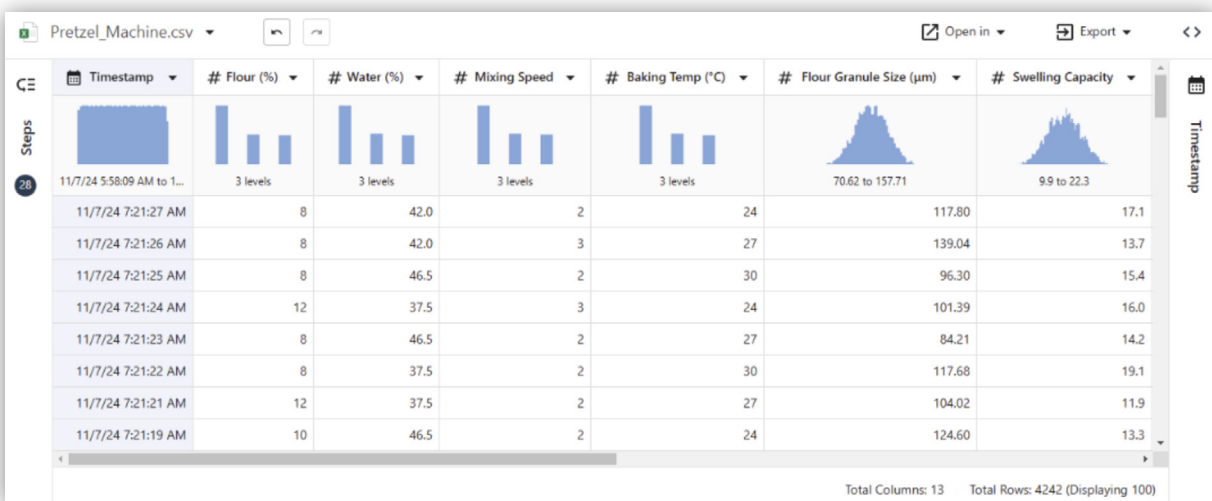 Pretzel_Machine.csv Open in Export
Timestamp # Flour (%) # Water (%) # Mixing Speed # Baking Temp (°C) # Flour Granule Size (µm) # Swelling Capacity
Steps
28
Timestamp
11/7/24 5:58:09 AM to 1... 3 levels 3 levels 3 levels 3 levels 70.62 to 157.71 9.9 to 22.3
11/7/24 7:21:27 AM 8 42.0 2 24 117.80 17.1
11/7/24 7:21:26 AM 8 42.0 3 27 139.04 13.7
11/7/24 7:21:25 AM 8 46.5 2 30 96.30 15.4
11/7/24 7:21:24 AM 12 37.5 3 24 101.39 16.0
11/7/24 7:21:23 AM 8 46.5 2 27 84.21 14.2
11/7/24 7:21:22 AM 8 37.5 2 30 117.68 19.1
11/7/24 7:21:21 AM 12 37.5 2 27 104.02 11.9
11/7/24 7:21:19 AM 10 46.5 2 24 124.60 13.3
Total Columns: 13 Total Rows: 4242 (Displaying 100)